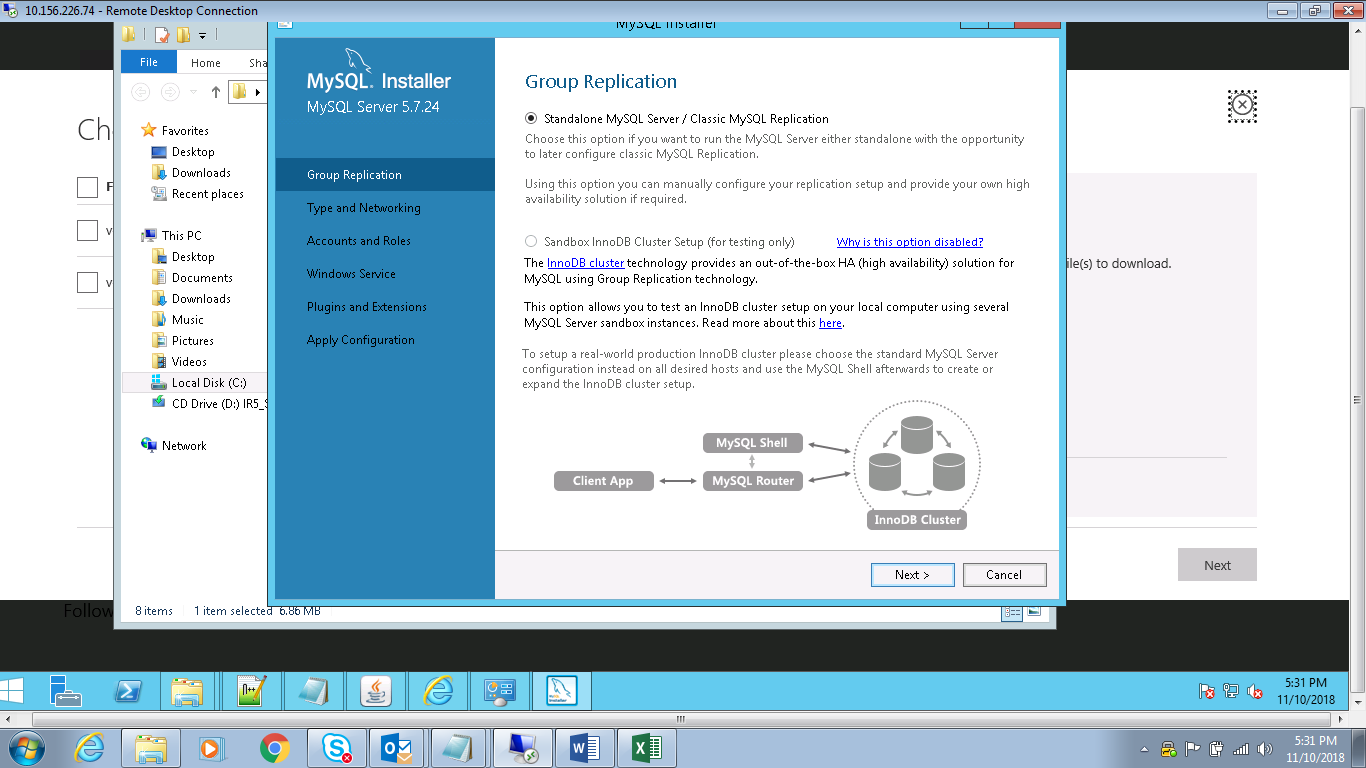 10.156.226.74 - Remote Desktop Connection
MySQL Installer
File
Home
Sha
Favorites
Desktop
Downloads
Recent places
This PC
Desktop
Documents
Downloads
Music
Pictures
Videos
Local Disk (C:)
CD Drive (D:) IR5_S
Network
8 items
1 item selected 6.86 MB
Ch
F
v
v
Follow
MySQL. Installer
MySQL Server 5.7.24
Group Replication
Type and Networking
Accounts and Roles
Windows Service
Plugins and Extensions
Apply Configuration
Group Replication
Standalone MySQL Server / Classic MySQL Replication
Choose this option if you want to run the MySQL Server either standalone with the opportunity
to later configure classic MySQL Replication.
Using this option you can manually configure your replication setup and provide your own high
availability solution if required.
Sandbox InnoDB Cluster Setup (for testing only)
Why is this option disabled?
The InnoDB cluster technology provides an out-of-the-box HA (high availability) solution for
MySQL using Group Replication technology.
This option allows you to test an InnoDB cluster setup on your local computer using several
MySQL Server sandbox instances. Read more about this here.
To setup a real-world production InnoDB cluster please choose the standard MySQL Server
configuration instead on all desired hosts and use the MySQL Shell afterwards to create or
expand the InnoDB cluster setup.
MySQL Shell
Client App
MySQL Router
InnoDB Cluster
Next >
Cancel
ile(s) to download.
Next
5:31 PM
11/10/2018
5:31 PM
11/10/2018